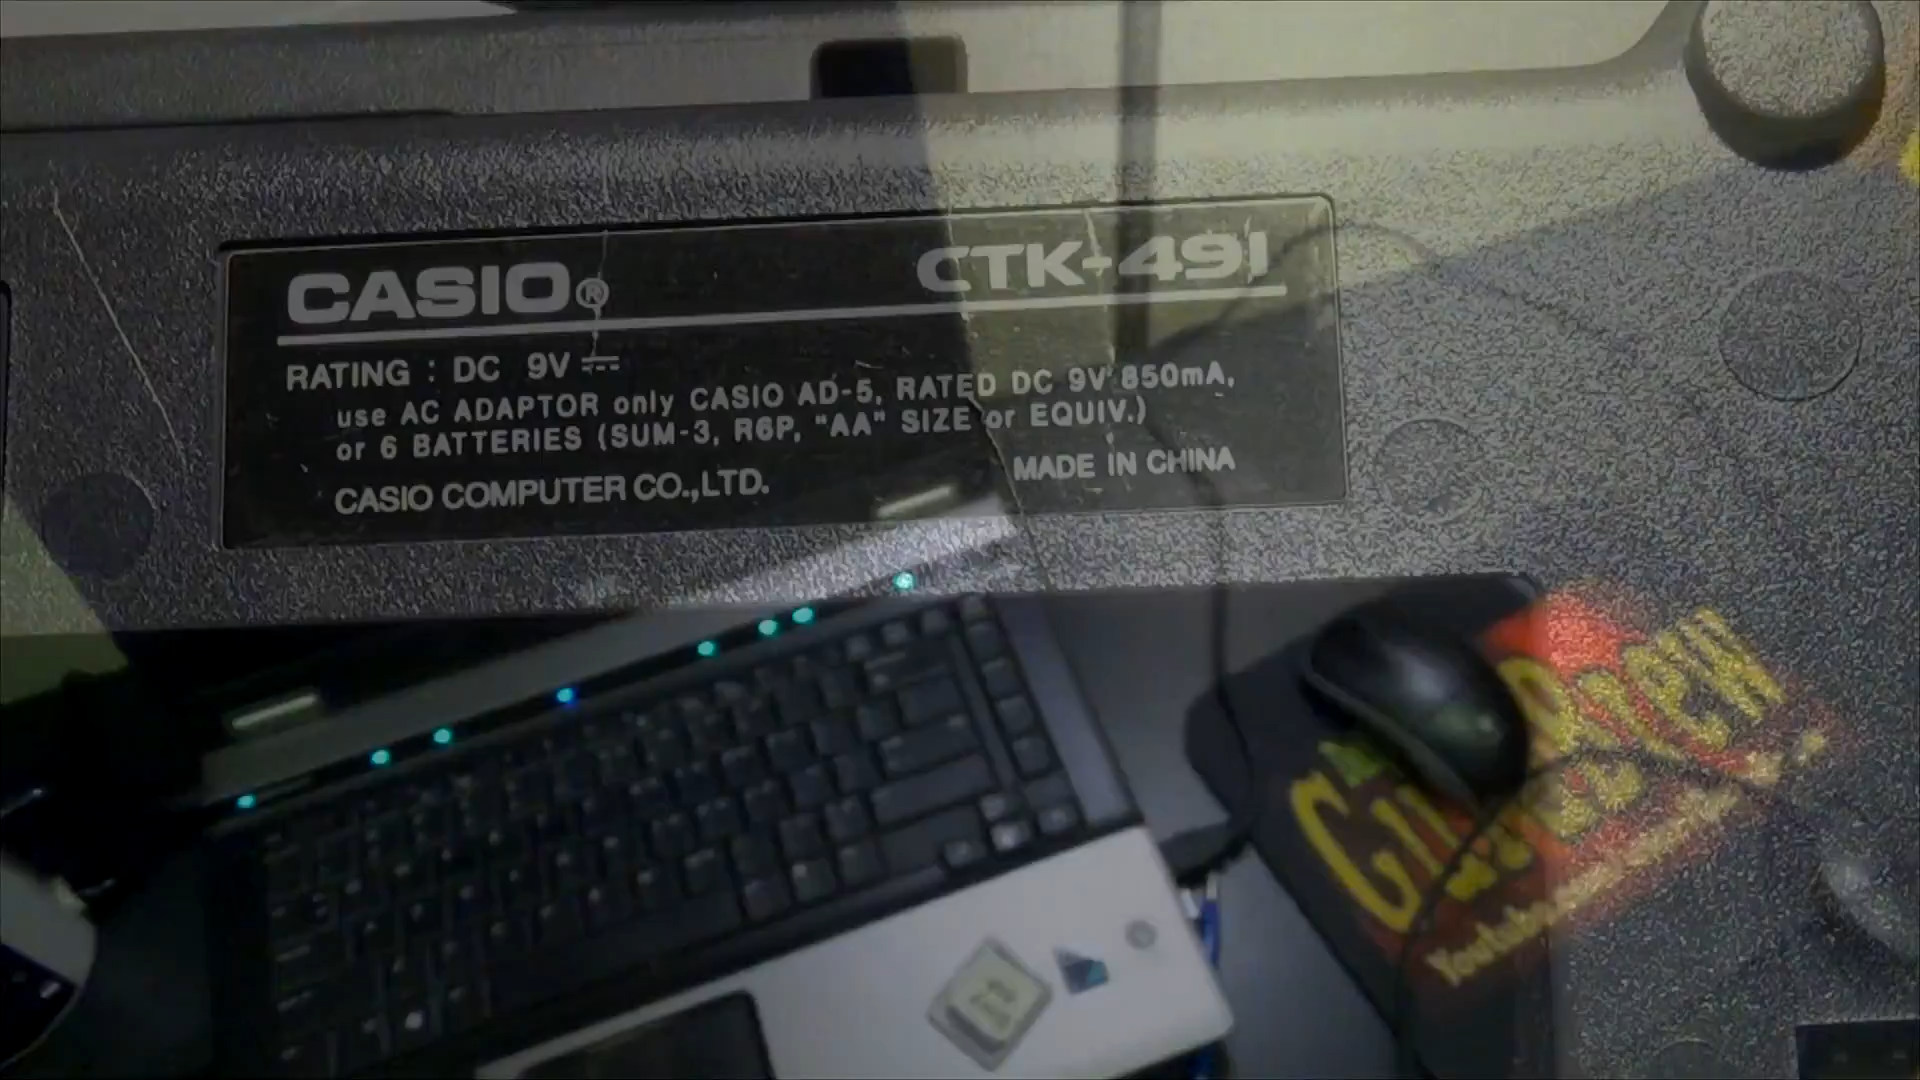 CASIO® CTK-491
RATING : DC 9V
use AC ADAPTOR only CASIO AD-5, RATED DC 9V 850mA,
or 6 BATTERIES (SUM-3, R6P, "AA" SIZE or EQUIV.)
CASIO COMPUTER CO.,LTD. MADE IN CHINA